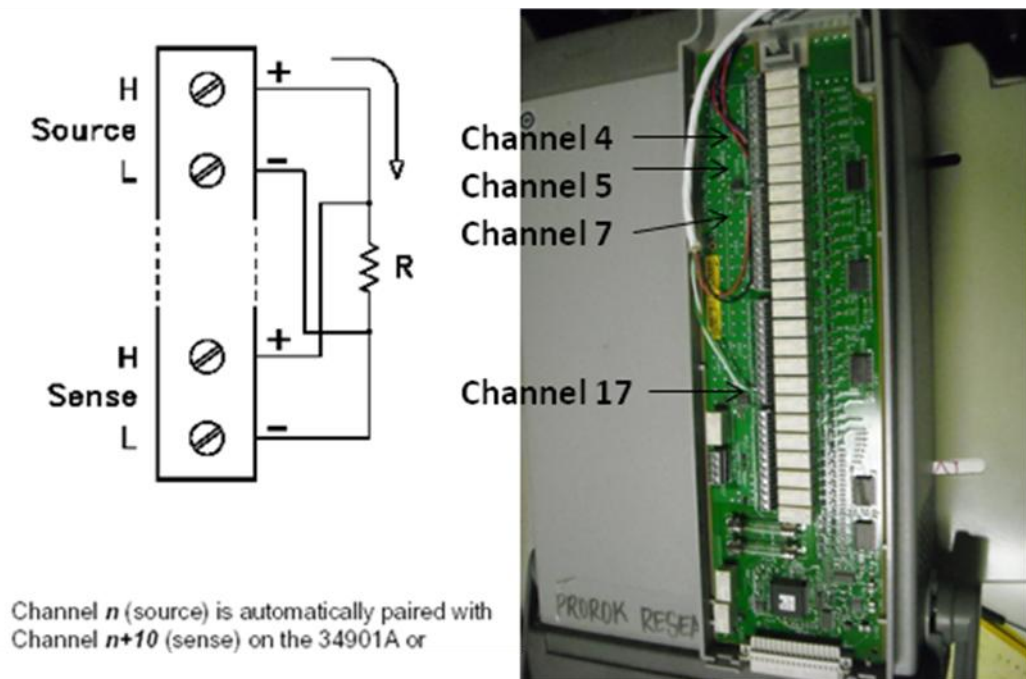 H
+
Source
L
-
R
H
+
Sense
L
-
Channel n (source) is automatically paired with
Channel n+10 (sense) on the 34901A or
Channel 4
Channel 5
Channel 7
Channel 17
PROROK RESEA